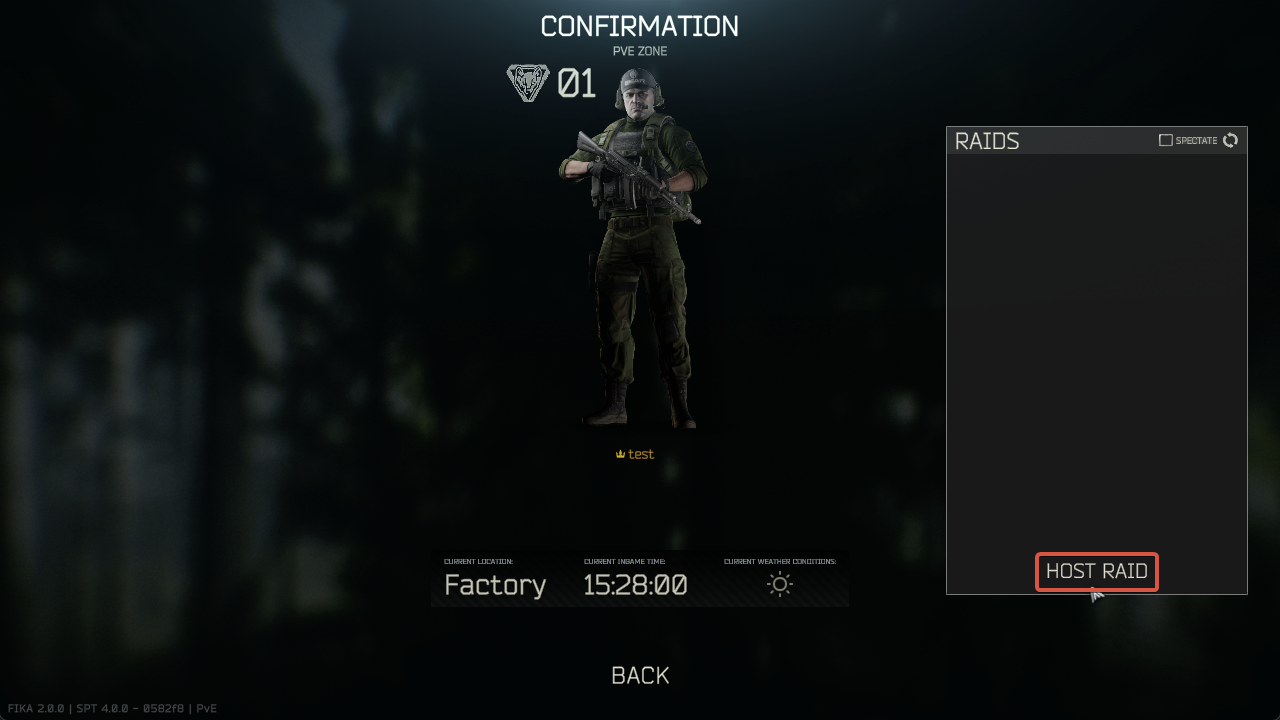 CONFIRMATION
PVE ZONE
01
RAIDS
SPECTATE
test
CURRENT LOCATION:
CURRENT INGAME TIME:
CURRENT WEATHER CONDITIONS:
Factory
15:28:00
HOST RAID
BACK
FIKA 2.0.0 | SPT 4.0.0 - 0582f8 | PvE